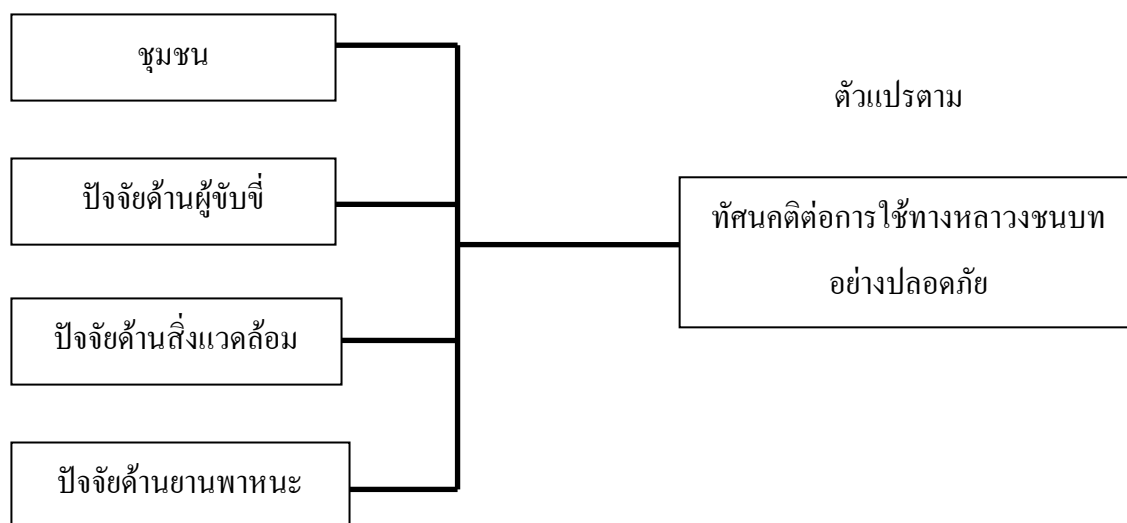 ชุมชน
ตัวแปรตาม
ปัจจัยด้านผู้ขับขี่
ทัศนคติต่อการใช้ทางหลาวงชนบท
อย่างปลอดภัย
ปัจจัยด้านสิ่งแวดล้อม
ปัจจัยด้านยานพาหนะ